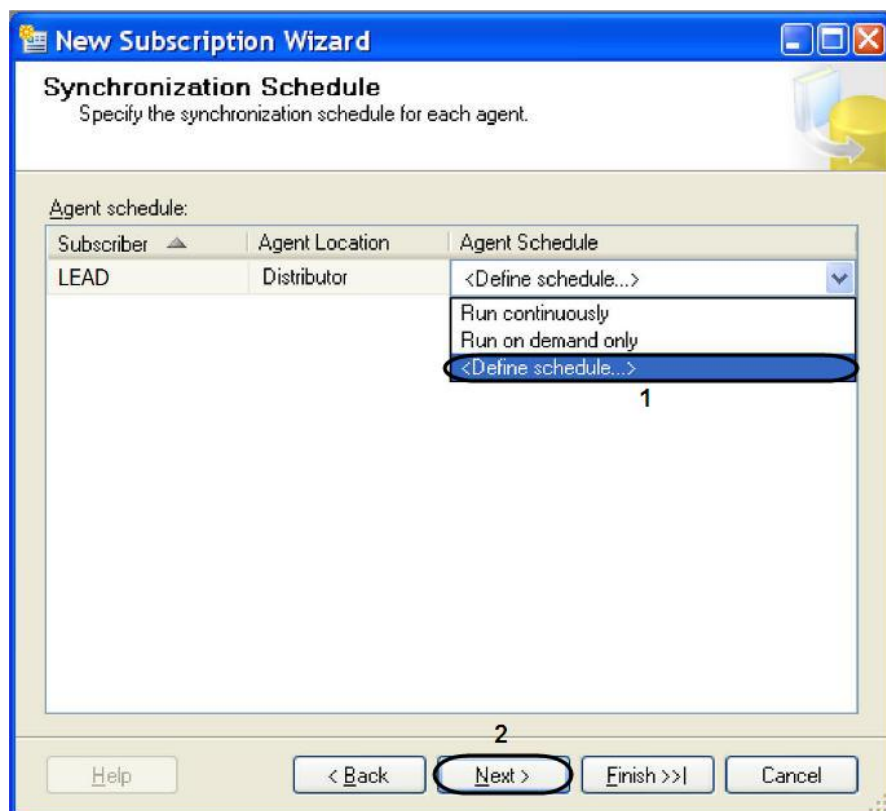 New Subscription Wizard
Synchronization Schedule
Specify the synchronization schedule for each agent.
Agent schedule:
Subscriber Agent Location Agent Schedule
LEAD Distributor <Define schedule...>
Run continuously
Run on demand only
<Define schedule...>
1
2
Help < Back Next > Finish >>| Cancel